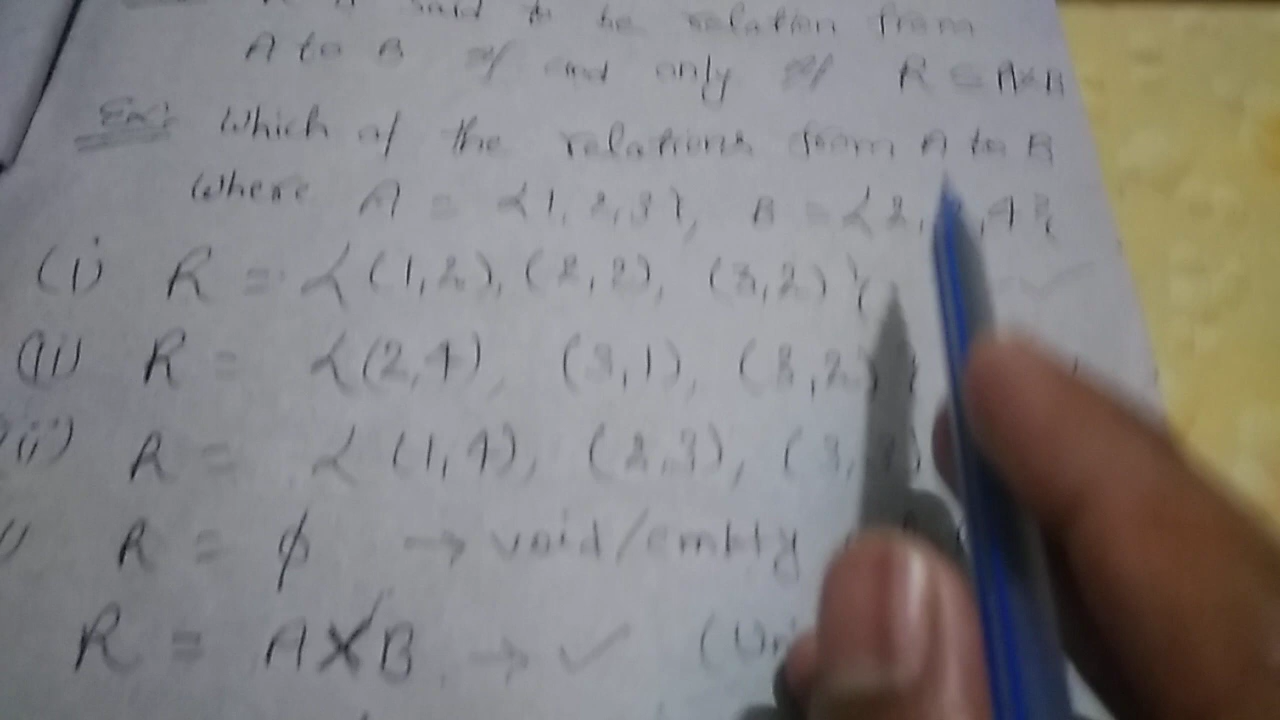 said to be relation from
A to B if and only if R ⊆ A×B
Ex: Which of the relations from A to B
where A = {1, 2, 3}, B = {2, , 4}
(i) R = {(1,2), (2,2), (3,2)} ✓
(ii) R = {(2,4), (3,1), (3,2)}
R = {(1,4), (2,3), (3,
R = ϕ → void/empty
R = A×B → ✓